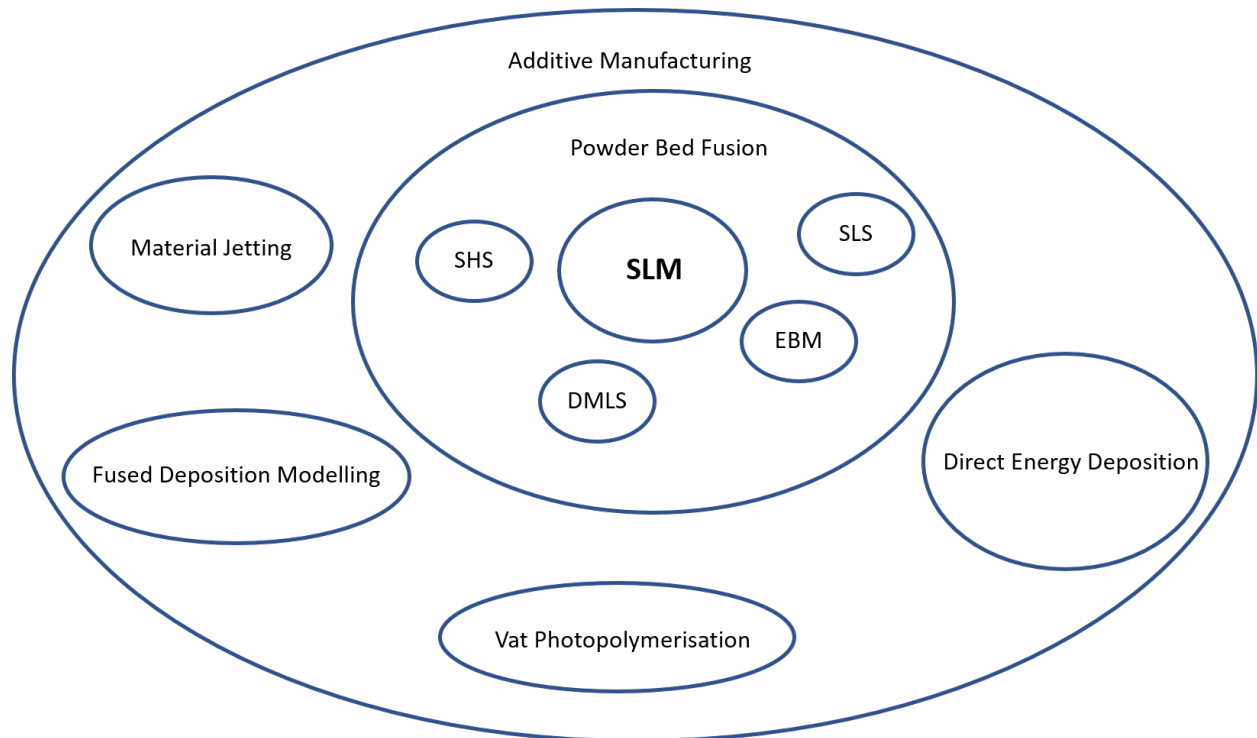 Additive Manufacturing
Powder Bed Fusion
Material Jetting
SHS
SLM
SLS
EBM
DMLS
Fused Deposition Modelling
Direct Energy Deposition
Vat Photopolymerisation